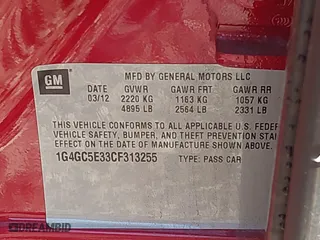 GM
MFD BY GENERAL MOTORS LLC
DATE GVWR GAWR FRT GAWR RR
03/12 2220 KG 1163 KG 1057 KG
4895 LB 2564 LB 2331 LB
THIS VEHICLE CONFORMS TO ALL APPLICABLE U.S. FEDER
VEHICLE SAFETY, BUMPER, AND THEFT PREVENTION STAN
EFFECT ON THE DATE OF MANUFACTURE SHOWN ABOVE.
1G4GC5E33CF313255 TYPE: PASS CAR
DREAMBID